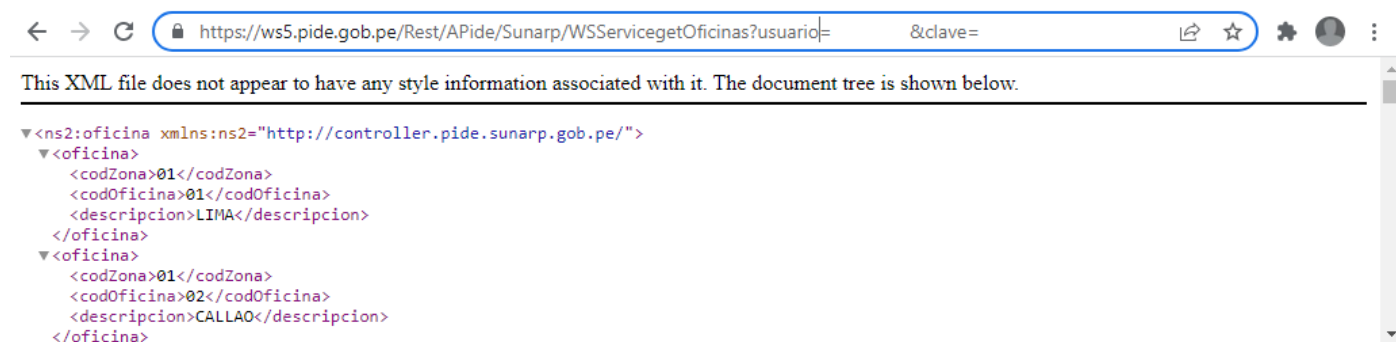 https://ws5.pide.gob.pe/Rest/APide/Sunarp/WSServicegetOficinas?usuario= &clave=
This XML file does not appear to have any style information associated with it. The document tree is shown below.
▼<ns2:oficina xmlns:ns2="http://controller.pide.sunarp.gob.pe/">
▼<oficina>
<codZona>01</codZona>
<codOficina>01</codOficina>
<descripcion>LIMA</descripcion>
</oficina>
▼<oficina>
<codZona>01</codZona>
<codOficina>02</codOficina>
<descripcion>CALLAO</descripcion>
</oficina>